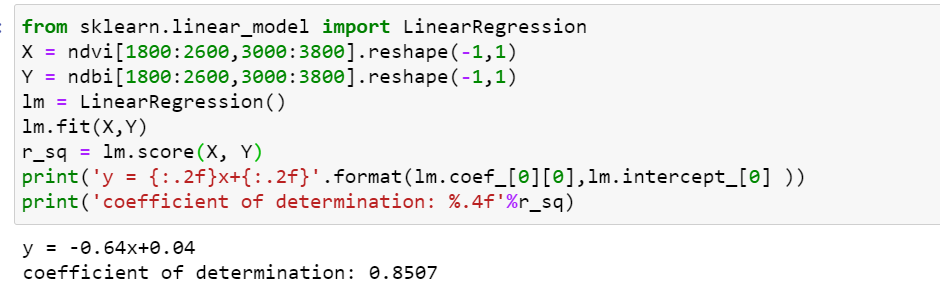 from sklearn.linear_model import LinearRegression
X = ndvi[1800:2600,3000:3800].reshape(-1,1)
Y = ndbi[1800:2600,3000:3800].reshape(-1,1)
lm = LinearRegression()
lm.fit(X,Y)
r_sq = lm.score(X, Y)
print('y = {:.2f}x+{:.2f}'.format(lm.coef_[0][0],lm.intercept_[0] ))
print('coefficient of determination: %.4f'%r_sq)
y = -0.64x+0.04
coefficient of determination: 0.8507